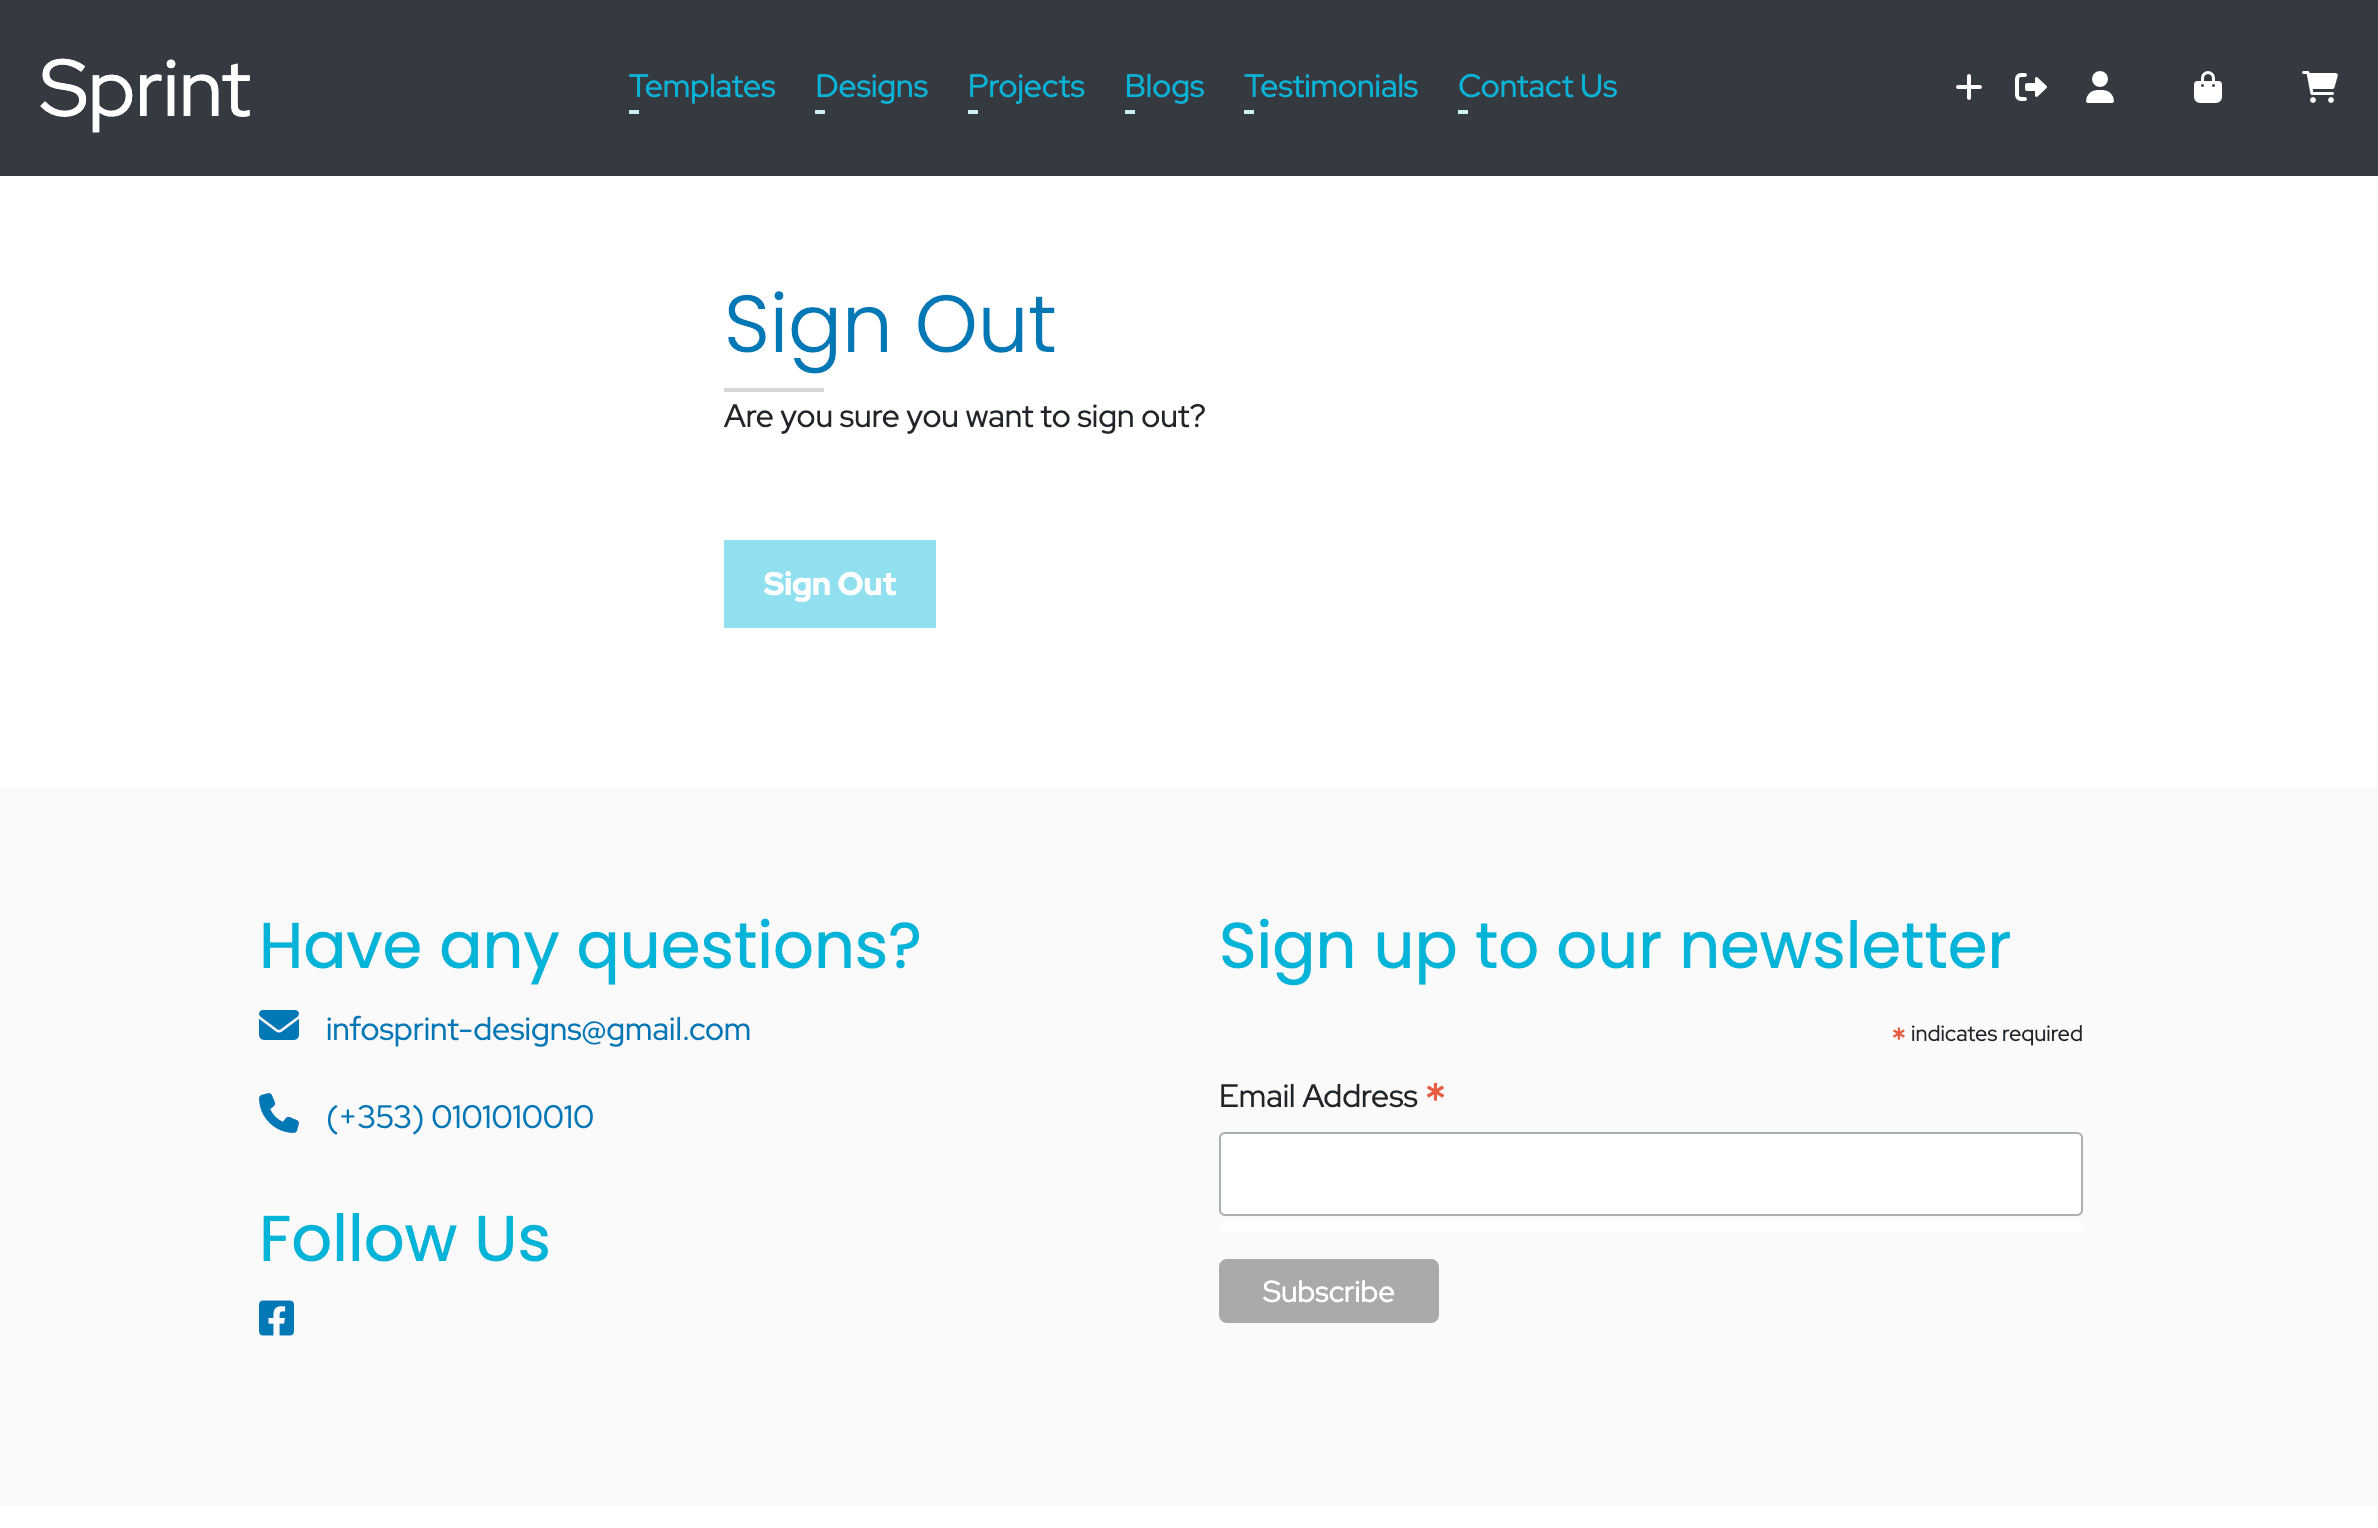 Sprint
Templates
Designs
Projects
Blogs
Testimonials
Contact Us
Sign Out
Are you sure you want to sign out?
Sign Out
Have any questions?
infosprint-designs@gmail.com
(+353) 0101010010
Follow Us
Sign up to our newsletter
* indicates required
Email Address *
Subscribe